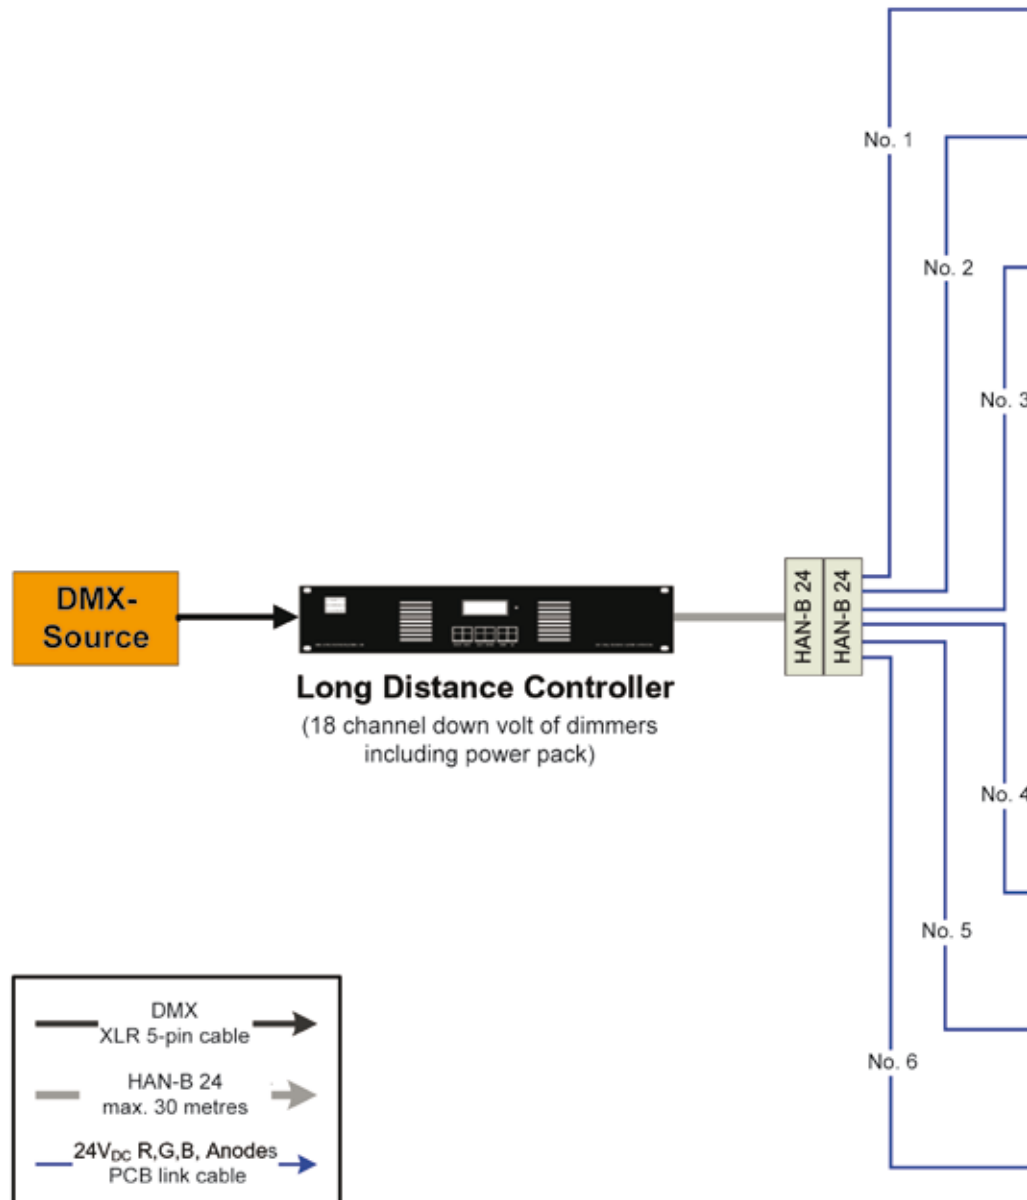 No. 1
No. 2
No. 3
HAN-B 24
HAN-B 24
DMX-
Source
Long Distance Controller
(18 channel down volt of dimmers
including power pack)
No. 4
No. 5
No. 6
DMX
XLR 5-pin cable
HAN-B 24
max. 30 metres
24VDC R,G,B, Anodes
PCB link cable